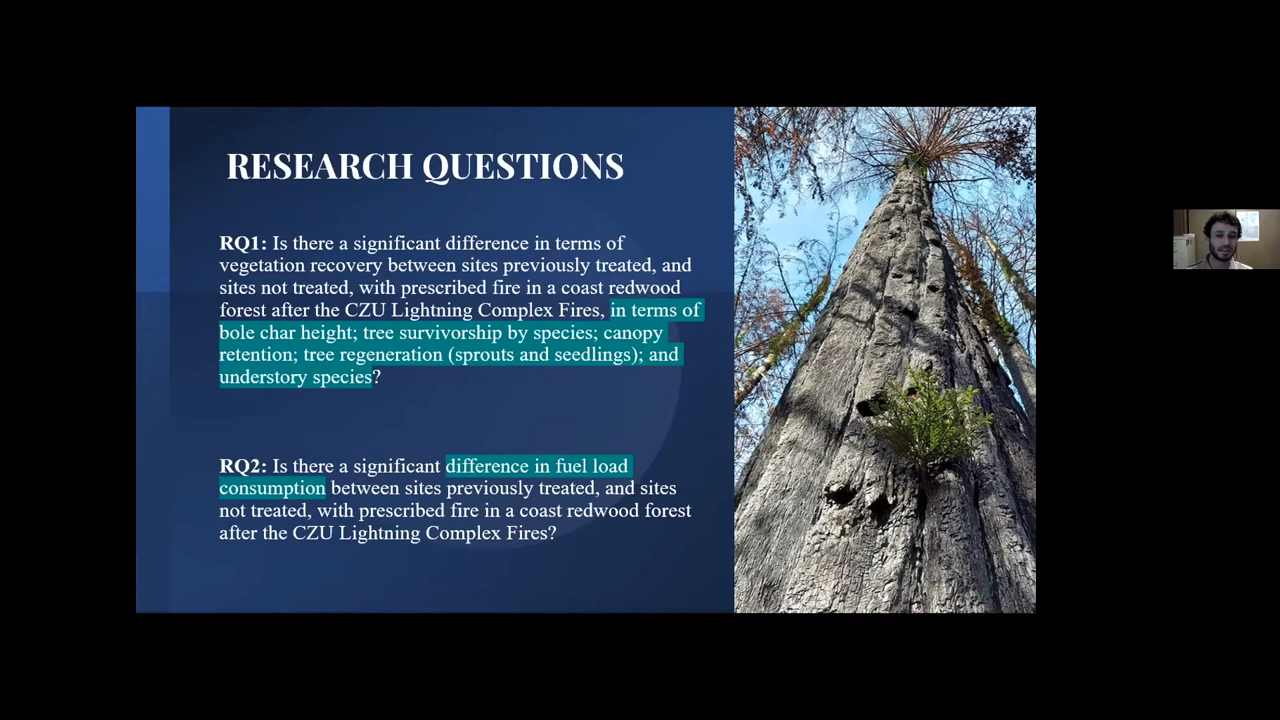 RESEARCH QUESTIONS
RQ1: Is there a significant difference in terms of
vegetation recovery between sites previously treated, and
sites not treated, with prescribed fire in a coast redwood
forest after the CZU Lightning Complex Fires, in terms of
bole char height; tree survivorship by species; canopy
retention; tree regeneration (sprouts and seedlings); and
understory species?
RQ2: Is there a significant difference in fuel load
consumption between sites previously treated, and sites
not treated, with prescribed fire in a coast redwood forest
after the CZU Lightning Complex Fires?